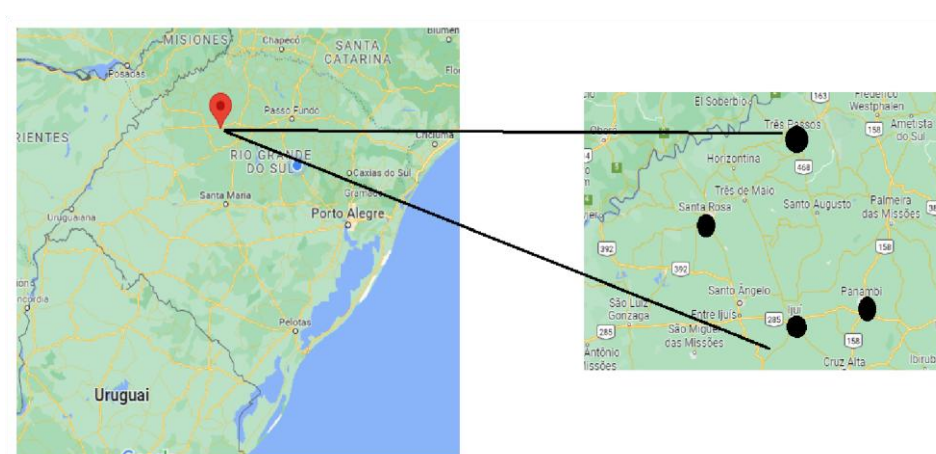 MISIONES
Chapecó
SANTA
CATARINA
Posadas
Passo Fundo
RIENTES
Criciúma
RIO GRANDE
DO SUL
Caxias do Sul
Santa Maria
Gramado
Uruguaiana
Porto Alegre
Pelotas
Uruguai
163
Frederico
El Soberbio
Westphalen
Três Passos
158
Ametista
do Sul
Horizontina
468
Três de Maio
Santa Rosa
Santo Augusto
Palmeira
das Missões
392
158
392
Santo Ângelo
Panambi
São Luiz
Gonzaga
Entre Ijuís
285
Ijuí
285
São Miguel
das Missões
158
Antônio
issões
Cruz Alta
Ibirub